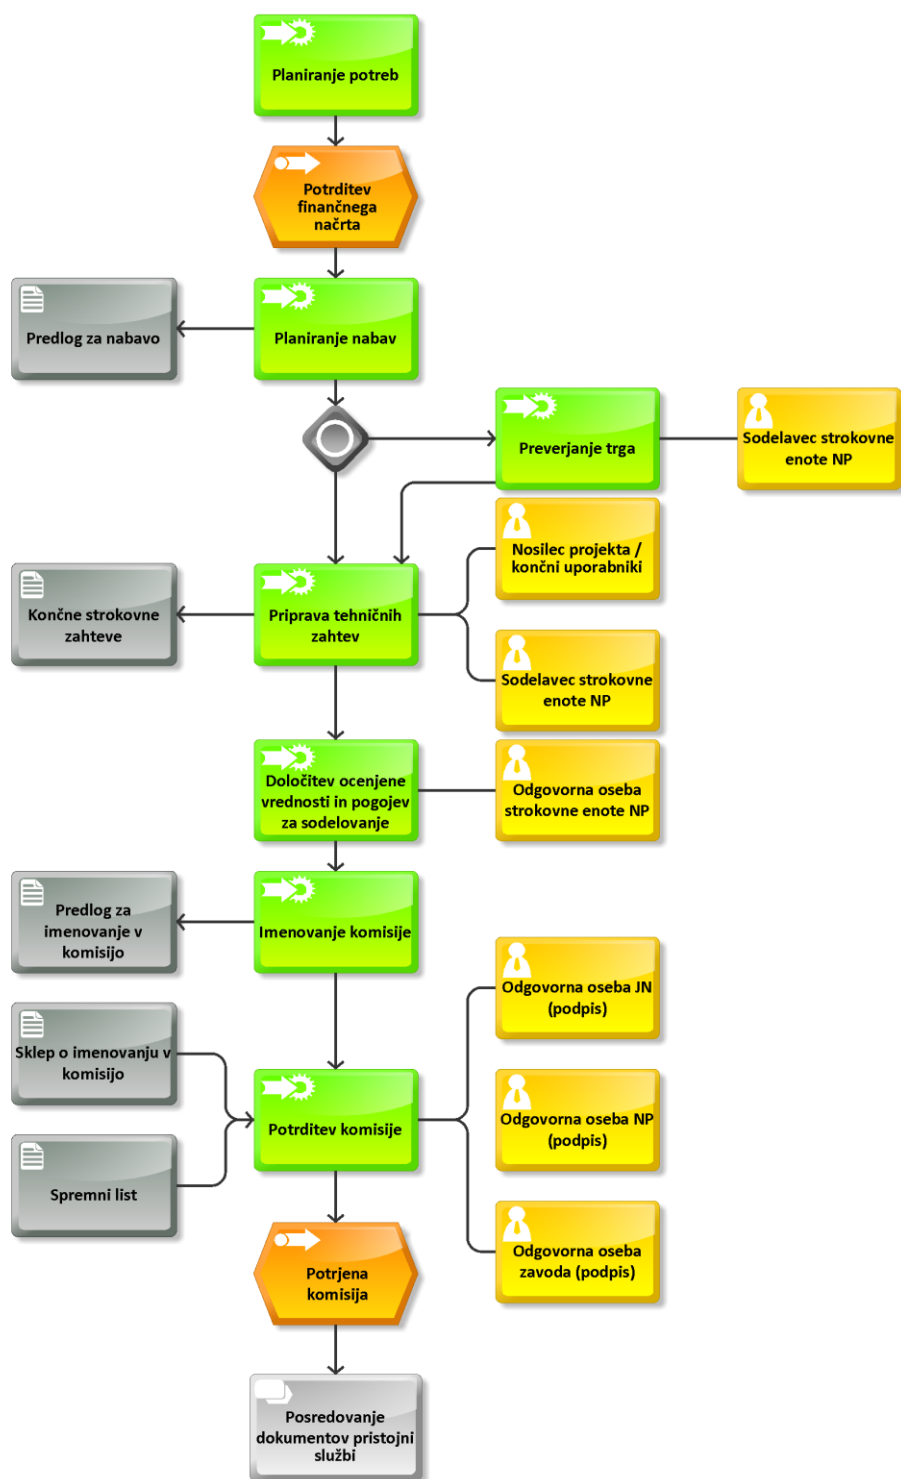 Planiranje potreb
Potrditev
finančnega
načrta
Predlog za nabavo
Planiranje nabav
Preverjanje trga
Sodelavec strokovne
enote NP
Nosilec projekta /
končni uporabniki
Končne strokovne
zahteve
Priprava tehničnih
zahtev
Sodelavec strokovne
enote NP
Določitev ocenjene
vrednosti in pogojev
za sodelovanje
Odgovorna oseba
strokovne enote NP
Predlog za
imenovanje v
komisijo
Imenovanje komisije
Odgovorna oseba JN
(podpis)
Sklep o imenovanju v
komisijo
Potrditev komisije
Odgovorna oseba NP
(podpis)
Spremni list
Odgovorna oseba
zavoda (podpis)
Potrjena
komisija
Posredovanje
dokumentov pristojni
službi